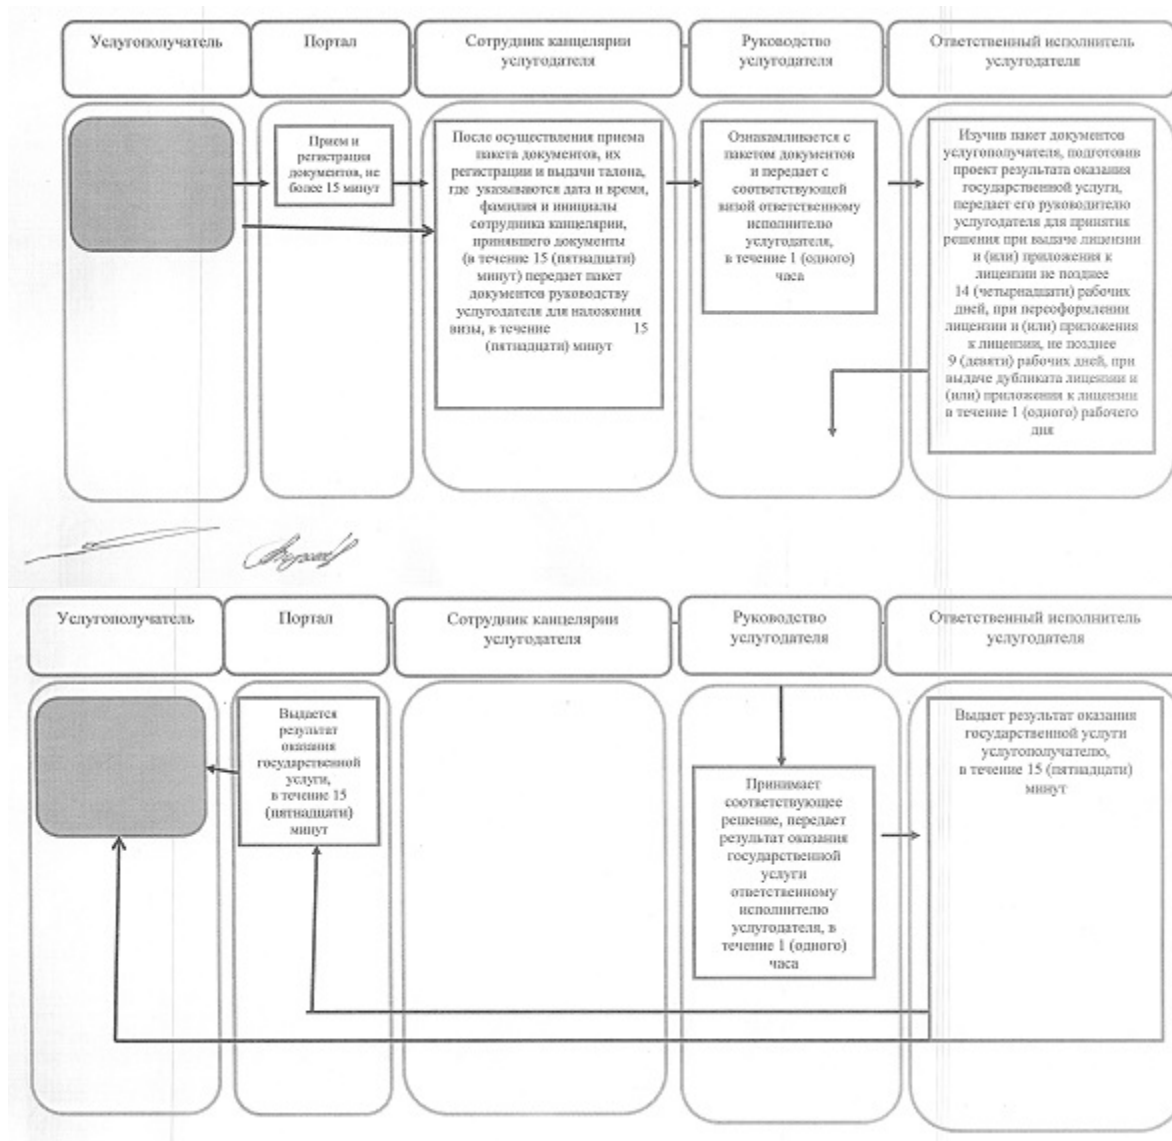 Услугополучатель
Портал
Сотрудник канцелярии
услугодателя
Руководство
услугодателя
Ответственный исполнитель
услугодателя
Прием и
регистрация
документов, не
более 15 минут
После осуществления приема
пакета документов, их
регистрации и выдачи талона,
где указываются дата и время,
фамилия и инициалы
сотрудника канцелярии,
принявшего документы
(в течение 15 (пятнадцати)
минут) передает пакет
документов руководству
услугодателя для наложения
визы, в течение 15
(пятнадцати) минут
Ознакамливается с
пакетом документов
и передает с
соответствующей
визой ответственному
исполнителю
услугодателя,
в течение 1 (одного)
часа
Изучив пакет документов
услугополучателя, подготовив
проект результата оказания
государственной услуги,
передает его руководителю
услугодателя для принятия
решения при выдаче лицензии
и (или) приложения к
лицензии не позднее
14 (четырнадцати) рабочих
дней, при переоформлении
лицензии и (или) приложения
к лицензии, не позднее
9 (девяти) рабочих дней, при
выдаче дубликата лицензии и
(или) приложения к лицензии
в течение 1 (одного) рабочего
дня
Услугополучатель
Портал
Сотрудник канцелярии
услугодателя
Руководство
услугодателя
Ответственный исполнитель
услугодателя
Выдается
результат
оказания
государственной
услуги,
в течение 15
(пятнадцати)
минут
Принимает
соответствующее
решение, передает
результат оказания
государственной
услуги
ответственному
исполнителю
услугодателя, в
течение 1 (одного)
часа
Выдает результат оказания
государственной услуги
услугополучателю,
в течение 15 (пятнадцати)
минут